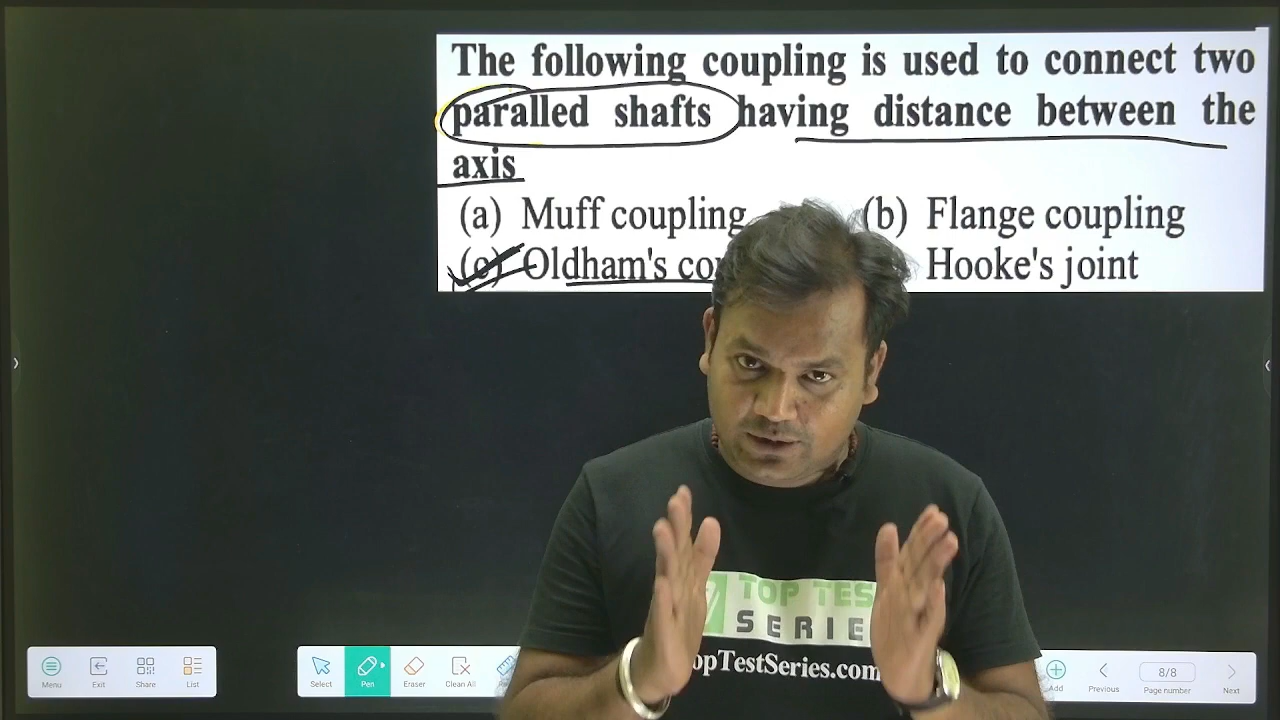 The following coupling is used to connect two
paralled shafts having distance between the
axis
(a) Muff coupling (b) Flange coupling
(c) Oldham's Hooke's joint
TOP
SERIE
opTestSeries.com
Menu Exit Share List Select Pen Eraser Clean All Add Previous 8/8 Page number Next